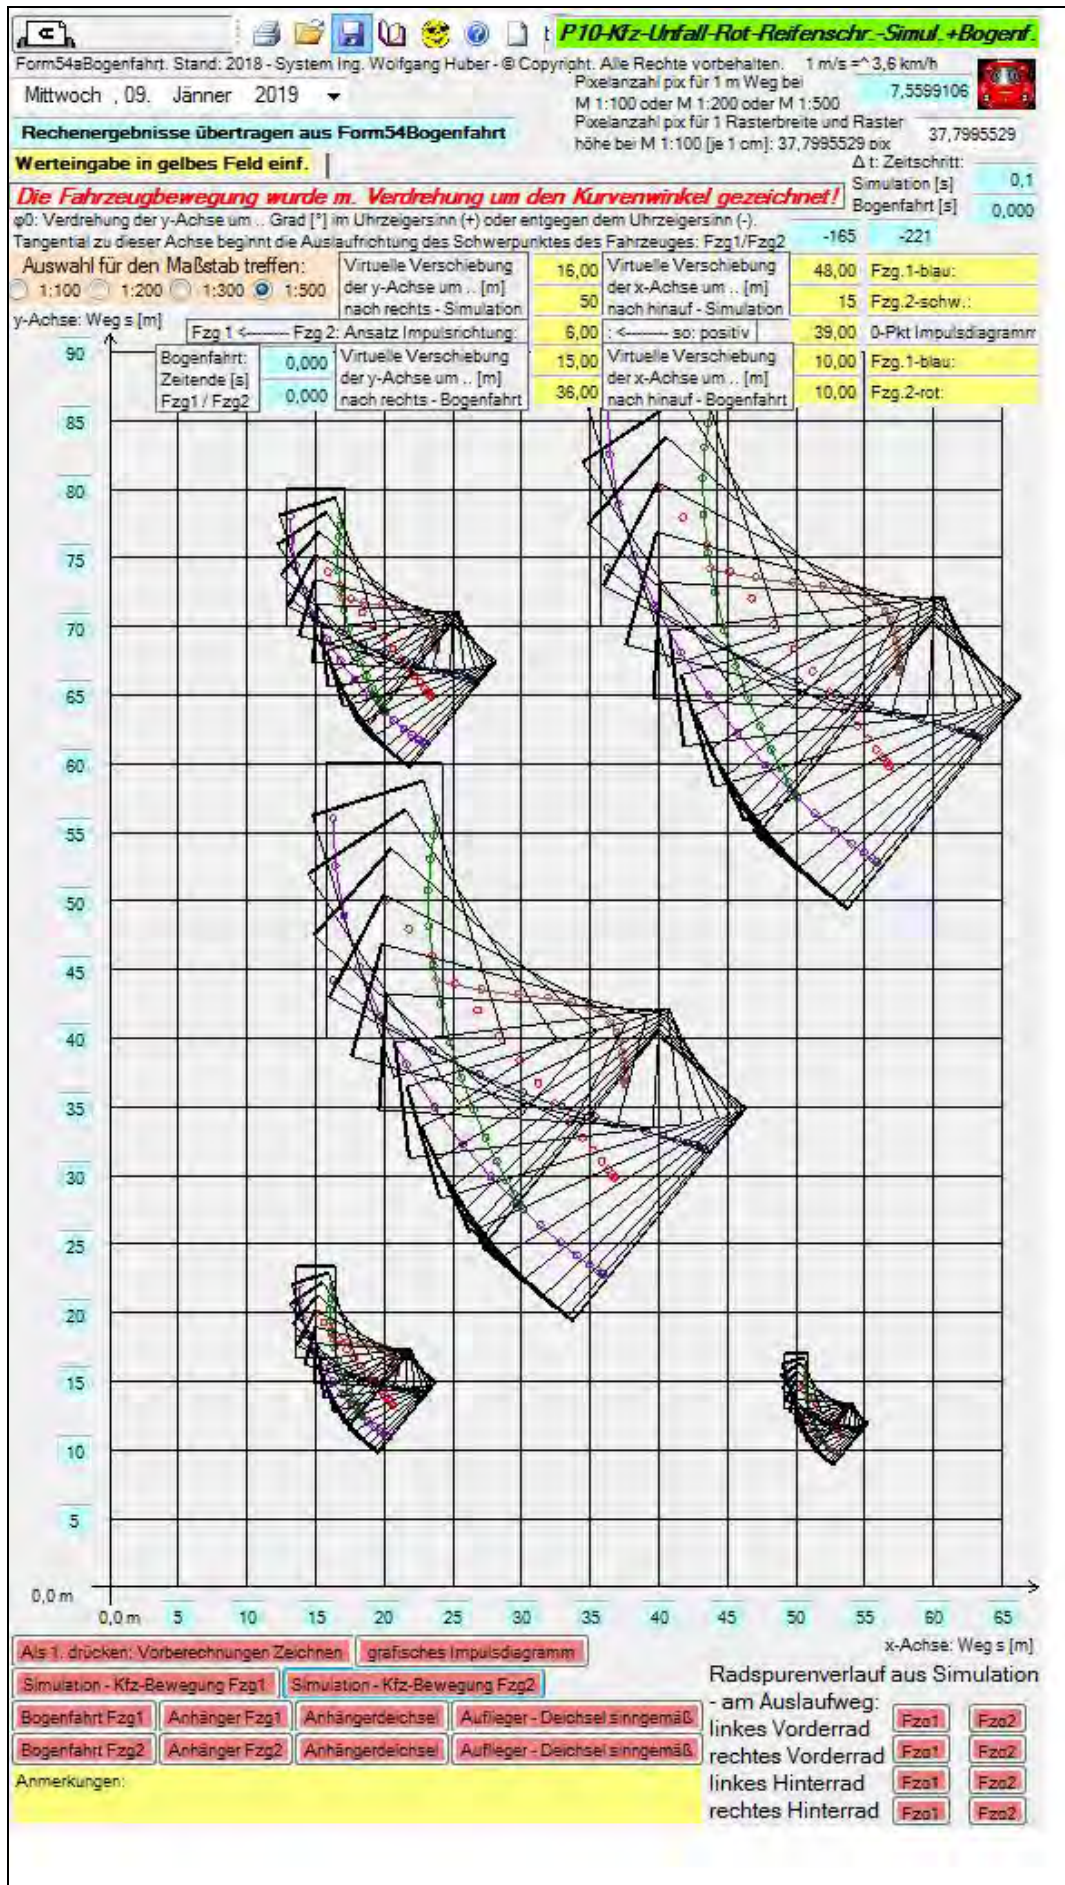 P10-Kfz-Unfall-Rot-Reifenschr.-Simul.+Bogenf.
Form54aBogenfahrt. Stand: 2018 - System Ing. Wolfgang Huber - © Copyright. Alle Rechte vorbehalten. 1 m/s =^ 3,6 km/h
Mittwoch , 09. Jänner 2019
Pixelanzahl pix für 1 m Weg bei
M 1:100 oder M 1:200 oder M 1:500
7,5599106
Rechenergebnisse übertragen aus Form54Bogenfahrt
Pixelanzahl pix für 1 Rasterbreite und Raster
höhe bei M 1:100 [je 1 cm]: 37,7995529 pix
37,7995529
Werteingabe in gelbes Feld einf.
Δ t: Zeitschritt:
Simulation [s] 0,1
Bogenfahrt [s] 0,000
Die Fahrzeugbewegung wurde m. Verdrehung um den Kurvenwinkel gezeichnet!
φ0: Verdrehung der y-Achse um .. Grad [°] im Uhrzeigersinn (+) oder entgegen dem Uhrzeigersinn (-).
Tangential zu dieser Achse beginnt die Auslaufrichtung des Schwerpunktes des Fahrzeuges: Fzg1/Fzg2 -165 -221
Auswahl für den Maßstab treffen:
1:100 1:200 1:300 1:500
Virtuelle Verschiebung
der y-Achse um .. [m]
nach rechts - Simulation
16,00
50
Virtuelle Verschiebung
der x-Achse um .. [m]
nach hinauf - Simulation
48,00 Fzg.1-blau:
15 Fzg.2-schw.:
y-Achse: Weg s [m]
Fzg 1 <------- Fzg 2: Ansatz Impulsrichtung: 6,00 : <------- so: positiv 39,00 0-Pkt Impulsdiagramm
Bogenfahrt:
Zeitende [s]
Fzg1 / Fzg2
0,000
0,000
Virtuelle Verschiebung
der y-Achse um .. [m]
nach rechts - Bogenfahrt
15,00
36,00
Virtuelle Verschiebung
der x-Achse um .. [m]
nach hinauf - Bogenfahrt
10,00 Fzg.1-blau:
10,00 Fzg.2-rot:
90
85
80
75
70
65
60
55
50
45
40
35
30
25
20
15
10
5
0,0 m
0,0 m 5 10 15 20 25 30 35 40 45 50 55 60 65
x-Achse: Weg s [m]
Als 1. drücken: Vorberechnungen Zeichnen grafisches Impulsdiagramm
Simulation - Kfz-Bewegung Fzg1 Simulation - Kfz-Bewegung Fzg2
Bogenfahrt Fzg1 Anhänger Fzg1 Anhängerdeichsel Auflieger - Deichsel sinngemäß
Bogenfahrt Fzg2 Anhänger Fzg2 Anhängerdeichsel Auflieger - Deichsel sinngemäß
Anmerkungen:
Radspurenverlauf aus Simulation
- am Auslaufweg:
linkes Vorderrad Fzg1 Fzg2
rechtes Vorderrad Fzg1 Fzg2
linkes Hinterrad Fzg1 Fzg2
rechtes Hinterrad Fzg1 Fzg2